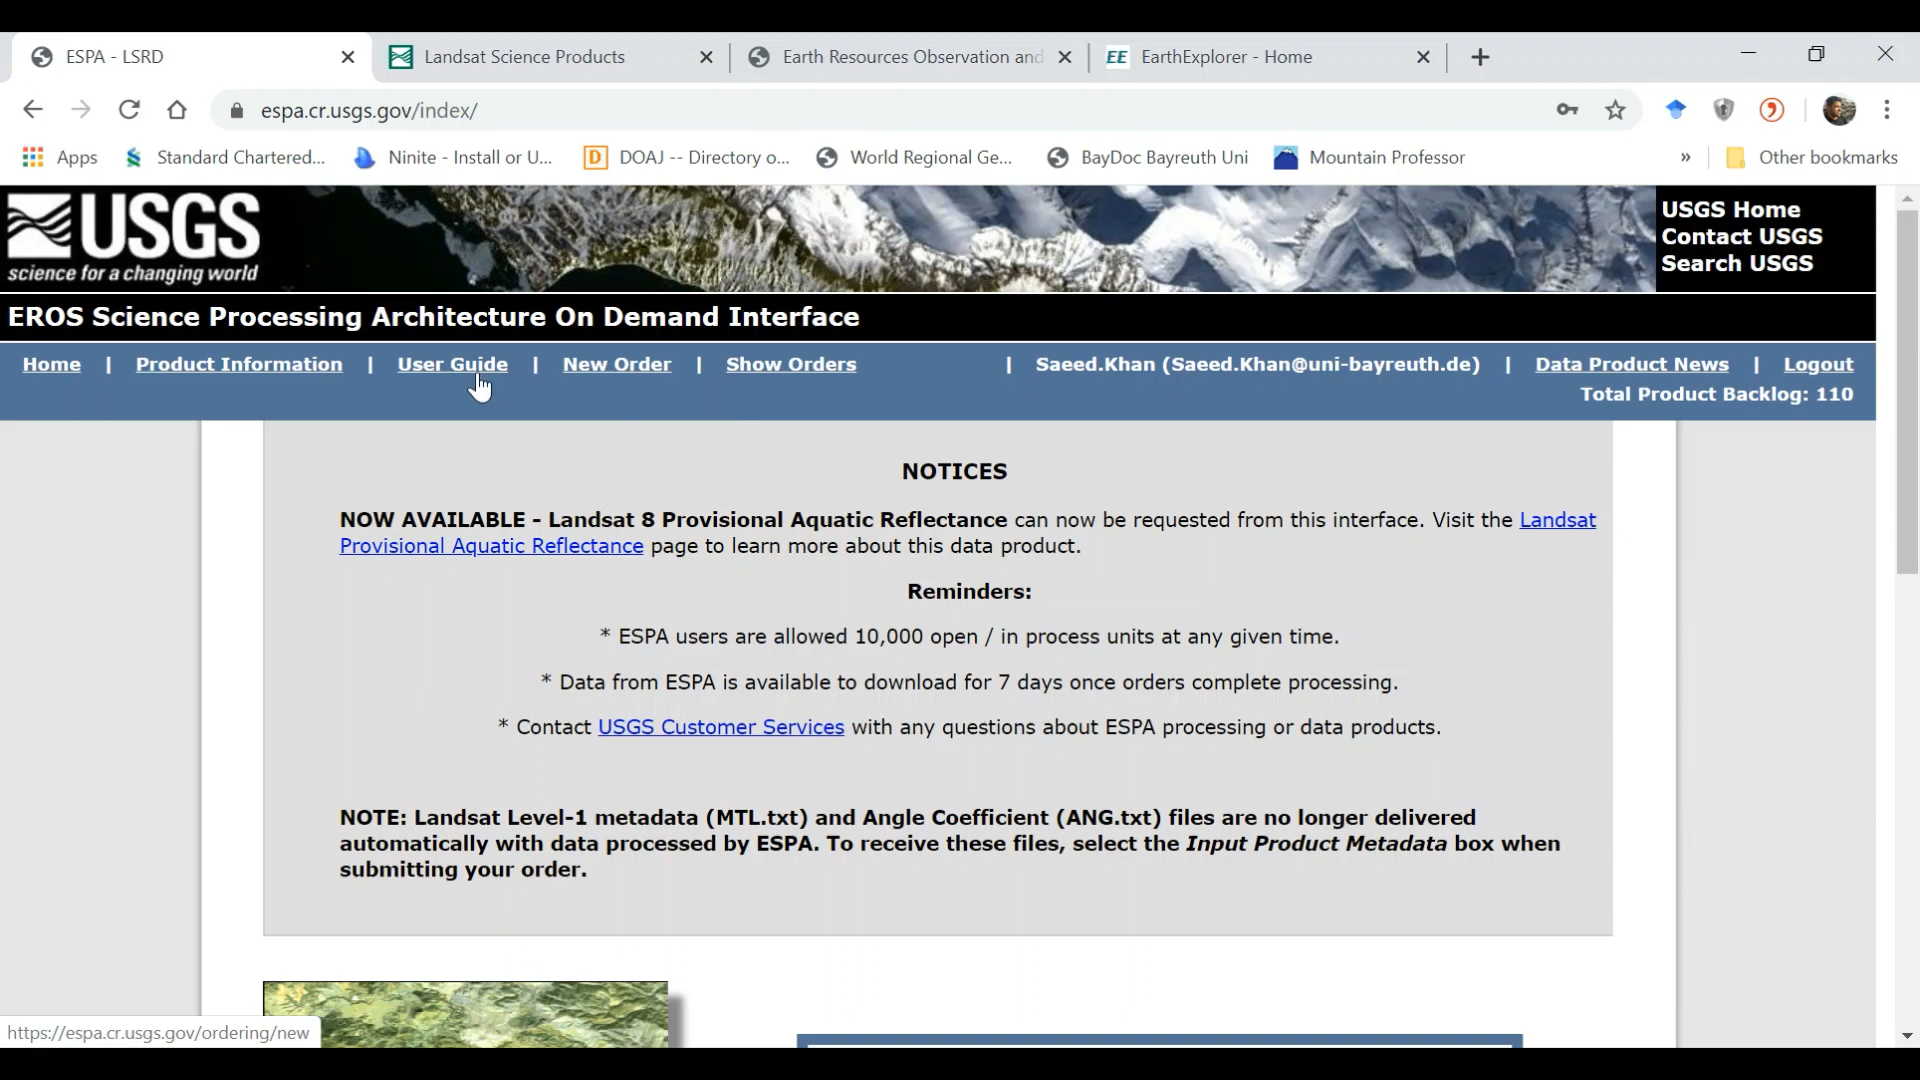 ESPA - LSRD
Landsat Science Products
Earth Resources Observation and
EE EarthExplorer - Home
espa.cr.usgs.gov/index/
Apps Standard Chartered... Ninite - Install or U... D DOAJ -- Directory o... World Regional Ge... BayDoc Bayreuth Uni Mountain Professor » Other bookmarks
USGS
science for a changing world
USGS Home
Contact USGS
Search USGS
EROS Science Processing Architecture On Demand Interface
Home | Product Information | User Guide | New Order | Show Orders | Saeed.Khan (Saeed.Khan@uni-bayreuth.de) | Data Product News | Logout
Total Product Backlog: 110
NOTICES
NOW AVAILABLE - Landsat 8 Provisional Aquatic Reflectance can now be requested from this interface. Visit the Landsat
Provisional Aquatic Reflectance page to learn more about this data product.
Reminders:
* ESPA users are allowed 10,000 open / in process units at any given time.
* Data from ESPA is available to download for 7 days once orders complete processing.
* Contact USGS Customer Services with any questions about ESPA processing or data products.
NOTE: Landsat Level-1 metadata (MTL.txt) and Angle Coefficient (ANG.txt) files are no longer delivered
automatically with data processed by ESPA. To receive these files, select the Input Product Metadata box when
submitting your order.
https://espa.cr.usgs.gov/ordering/new